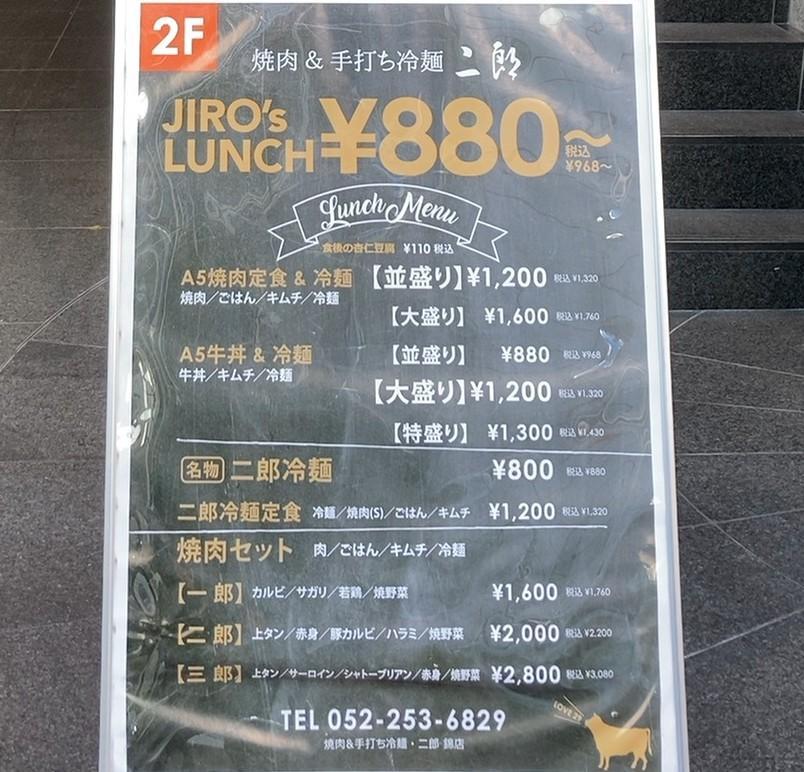 2F
焼肉 & 手打ち冷麺 二郎
JIRO's LUNCH ¥880〜 税込 ¥968〜
Lunch Menu
食後の杏仁豆腐 ¥110 税込
A5焼肉定食 & 冷麺 【並盛り】 ¥1,200 税込 ¥1,320
焼肉／ごはん／キムチ／冷麺
【大盛り】 ¥1,600 税込 ¥1,760
A5牛丼 & 冷麺 【並盛り】 ¥880 税込 ¥968
牛丼／キムチ／冷麺
【大盛り】 ¥1,200 税込 ¥1,320
【特盛り】 ¥1,300 税込 ¥1,430
名物 二郎冷麺 ¥800 税込 ¥880
二郎冷麺定食 冷麺／焼肉(S)／ごはん／キムチ ¥1,200 税込 ¥1,320
焼肉セット 肉／ごはん／キムチ／冷麺
【一郎】 カルビ／サガリ／若鶏／焼野菜 ¥1,600 税込 ¥1,760
【二郎】 上タン／赤身／豚カルビ／ハラミ／焼野菜 ¥2,000 税込 ¥2,200
【三郎】 上タン／サーロイン／シャトーブリアン／赤身／焼野菜 ¥2,800 税込 ¥3,080
TEL 052-253-6829
焼肉&手打ち冷麺・二郎 錦店
LOVE 29